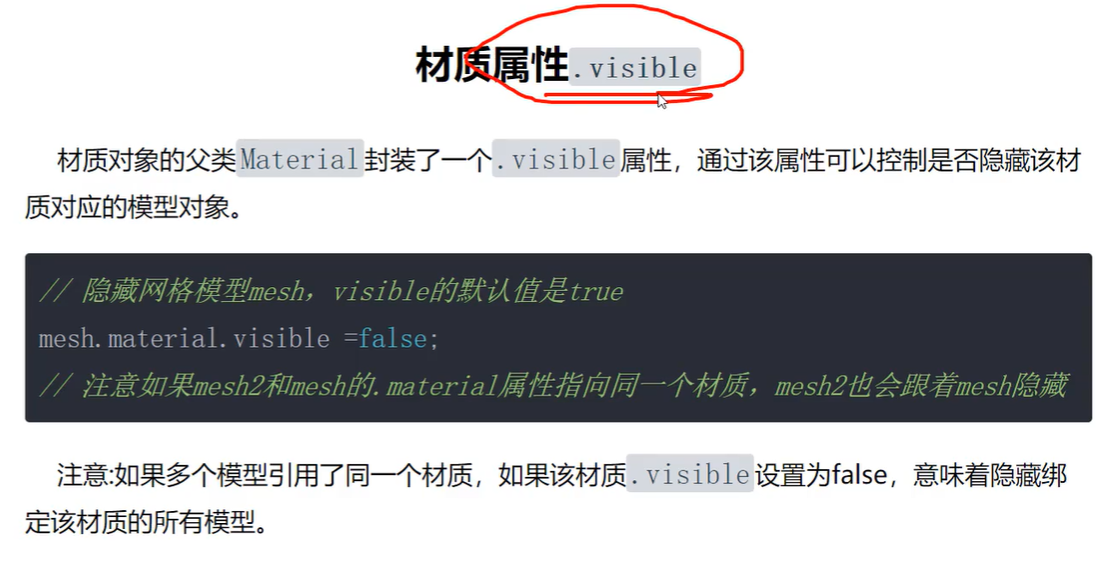 材质属性.visible
材质对象的父类Material封装了一个.visible属性，通过该属性可以控制是否隐藏该材
质对应的模型对象。
// 隐藏网格模型mesh，visible的默认值是true
mesh.material.visible =false;
// 注意如果mesh2和mesh的.material属性指向同一个材质，mesh2也会跟着mesh隐藏
注意:如果多个模型引用了同一个材质，如果该材质.visible设置为false，意味着隐藏绑
定该材质的所有模型。